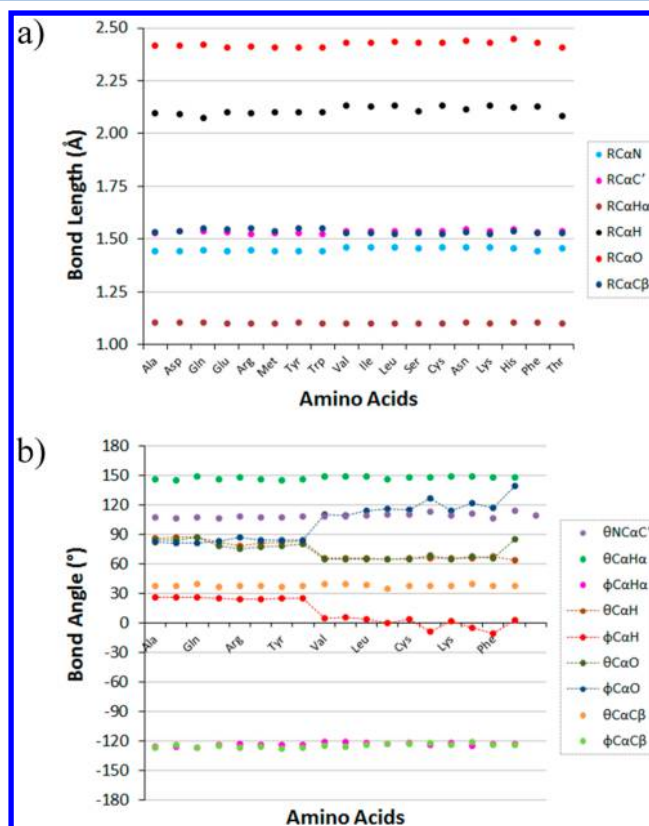 a)
2.50
2.25
2.00
1.75
1.50
1.25
1.00
Bond Length (Å)
Ala
Asp
Gln
Glu
Arg
Met
Tyr
Trp
Val
Ile
Leu
Ser
Cys
Asn
Lys
His
Phe
Thr
Amino Acids
RCαN
RCαC′
RCαHα
RCαH
RCαO
RCαCβ
b)
180
150
120
90
60
30
0
-30
-60
-90
-120
-150
-180
Bond Angle (°)
Ala
Gln
Arg
Tyr
Val
Leu
Cys
Lys
Phe
Amino Acids
θNCαC'
θCαHα
ϕCαHα
θCαH
ϕCαH
θCαO
ϕCαO
θCαCβ
ϕCαCβ